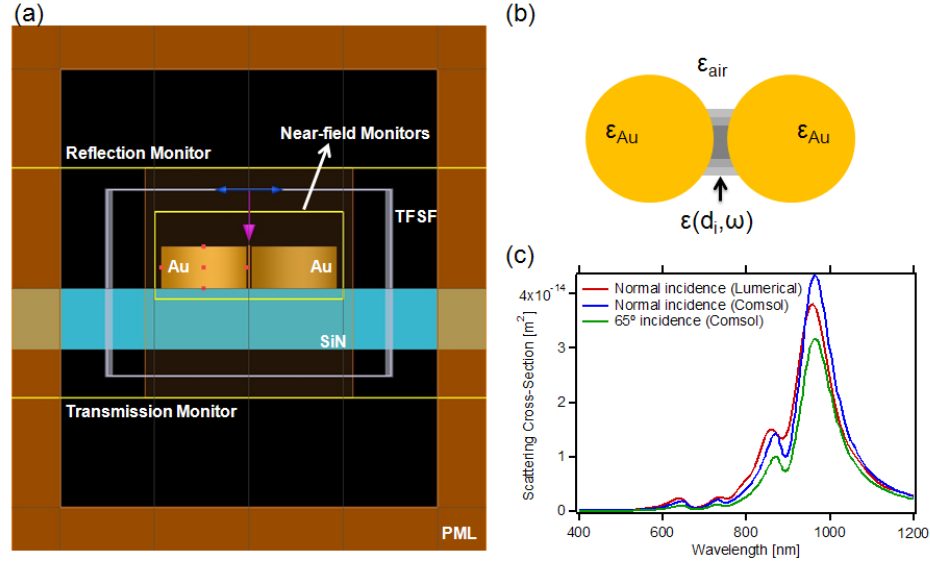 (a)
Reflection Monitor
Near-field Monitors
TFSF
Au
Au
SiN
Transmission Monitor
PML
(b)
εair
εAu
εAu
ε(di,ω)
(c)
Normal incidence (Lumerical)
Normal incidence (Comsol)
65º incidence (Comsol)
Scattering Cross-Section [m²]
4x10⁻¹⁴
3
2
1
0
400
600
800
1000
1200
Wavelength [nm]